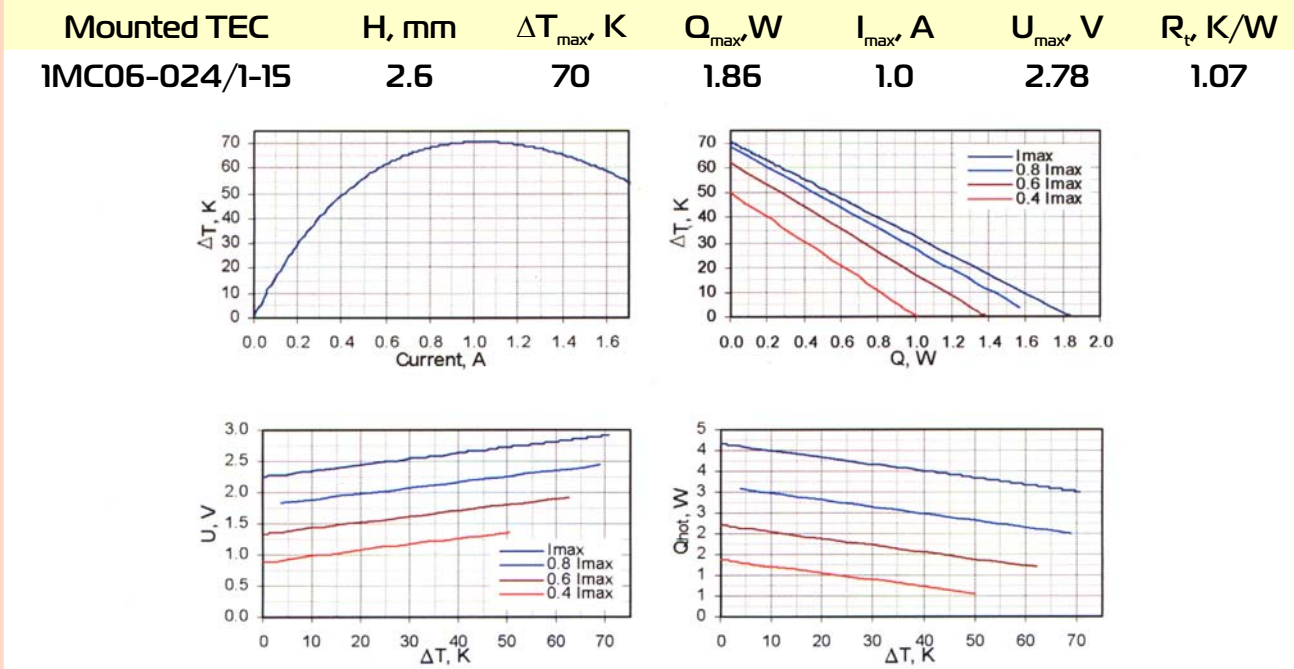 Mounted TEC H, mm ΔTmax, K Qmax, W Imax, A Umax, V Rt, K/W
1MC06-024/1-15 2.6 70 1.86 1.0 2.78 1.07
70
60
50
40
30
20
10
0
ΔT, K
0.0 0.2 0.4 0.6 0.8 1.0 1.2 1.4 1.6
Current, A
70
60
50
40
30
20
10
0
ΔT, K
Imax
0.8 Imax
0.6 Imax
0.4 Imax
0.0 0.2 0.4 0.6 0.8 1.0 1.2 1.4 1.6 1.8 2.0
Q, W
3.0
2.5
2.0
1.5
1.0
0.5
0.0
U, V
Imax
0.8 Imax
0.6 Imax
0.4 Imax
0 10 20 30 40 50 60 70
ΔT, K
5
4
4
3
3
2
2
1
1
0
Qhot, W
0 10 20 30 40 50 60 70
ΔT, K